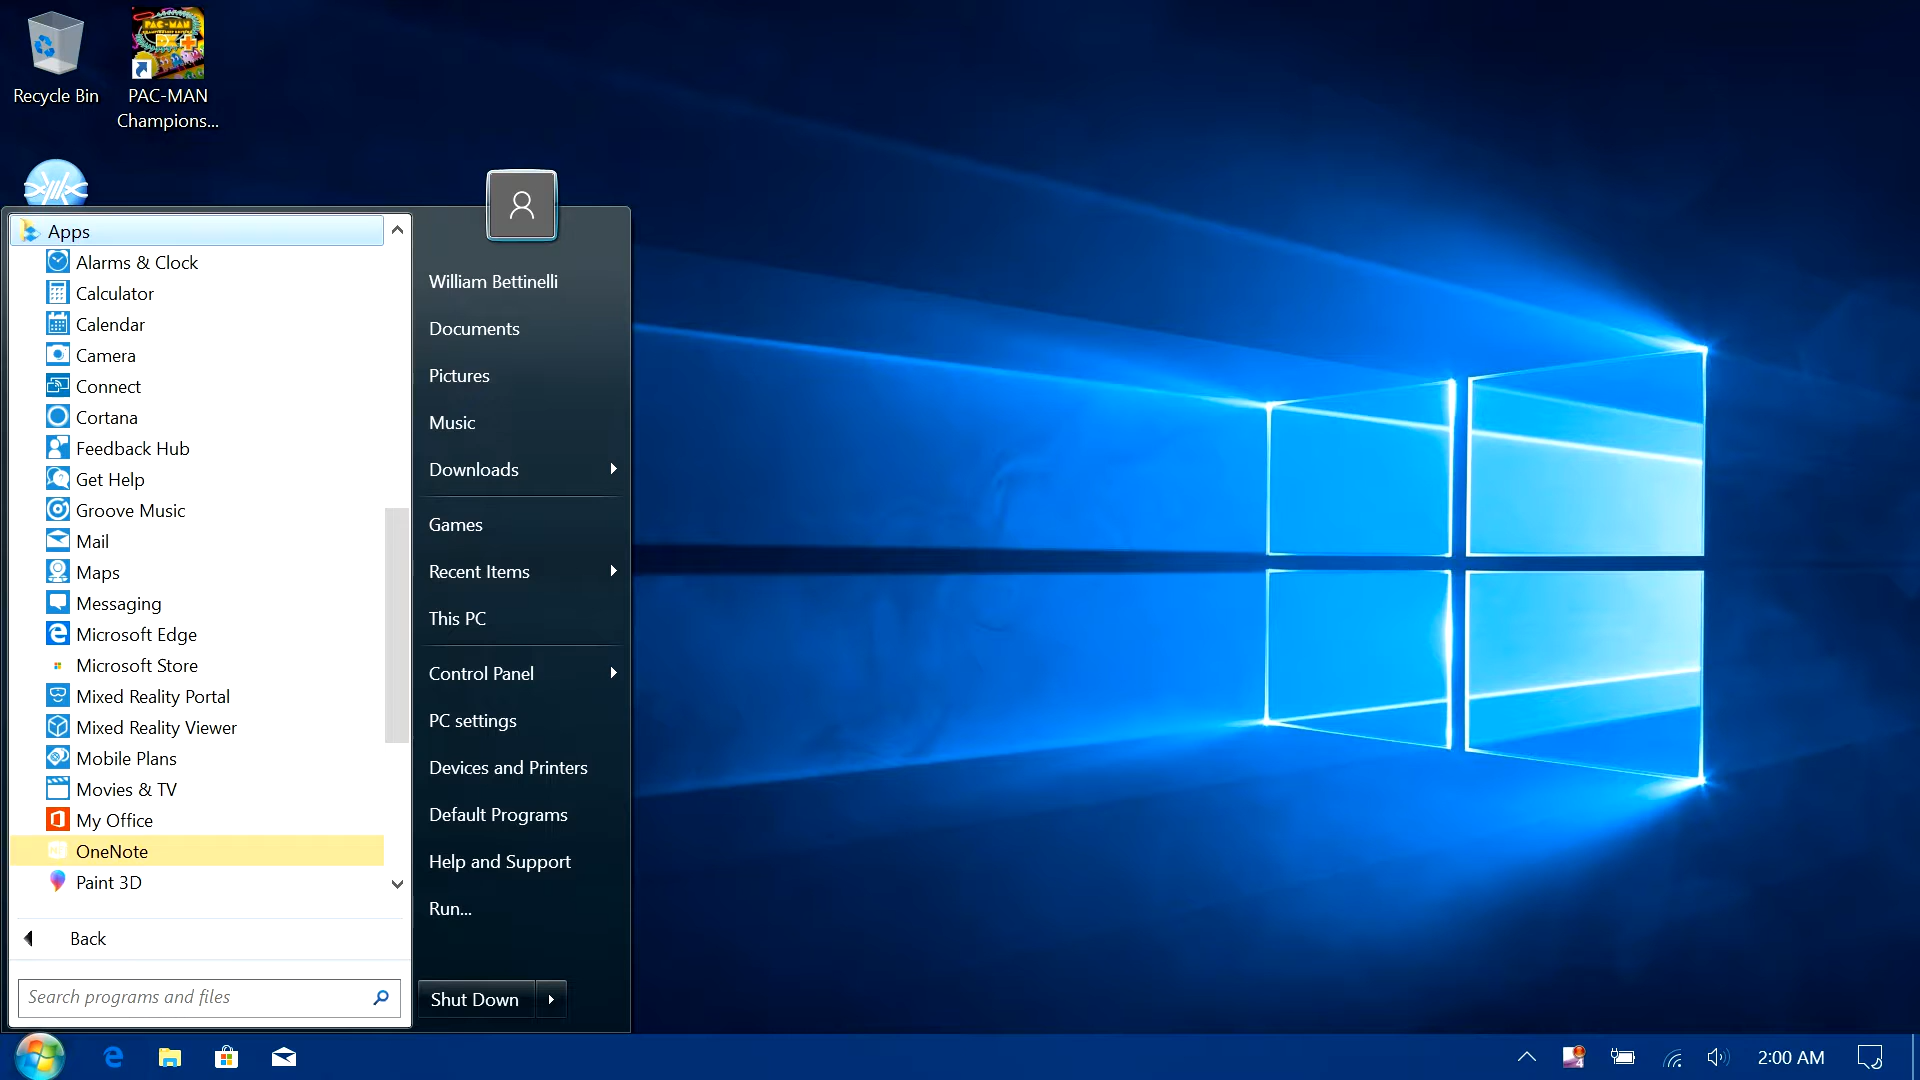 Recycle Bin
PAC-MAN
Champions...
Apps
Alarms & Clock
Calculator
Calendar
Camera
Connect
Cortana
Feedback Hub
Get Help
Groove Music
Mail
Maps
Messaging
Microsoft Edge
Microsoft Store
Mixed Reality Portal
Mixed Reality Viewer
Mobile Plans
Movies & TV
My Office
OneNote
Paint 3D
Back
Search programs and files
William Bettinelli
Documents
Pictures
Music
Downloads
Games
Recent Items
This PC
Control Panel
PC settings
Devices and Printers
Default Programs
Help and Support
Run...
Shut Down
4
2:00 AM